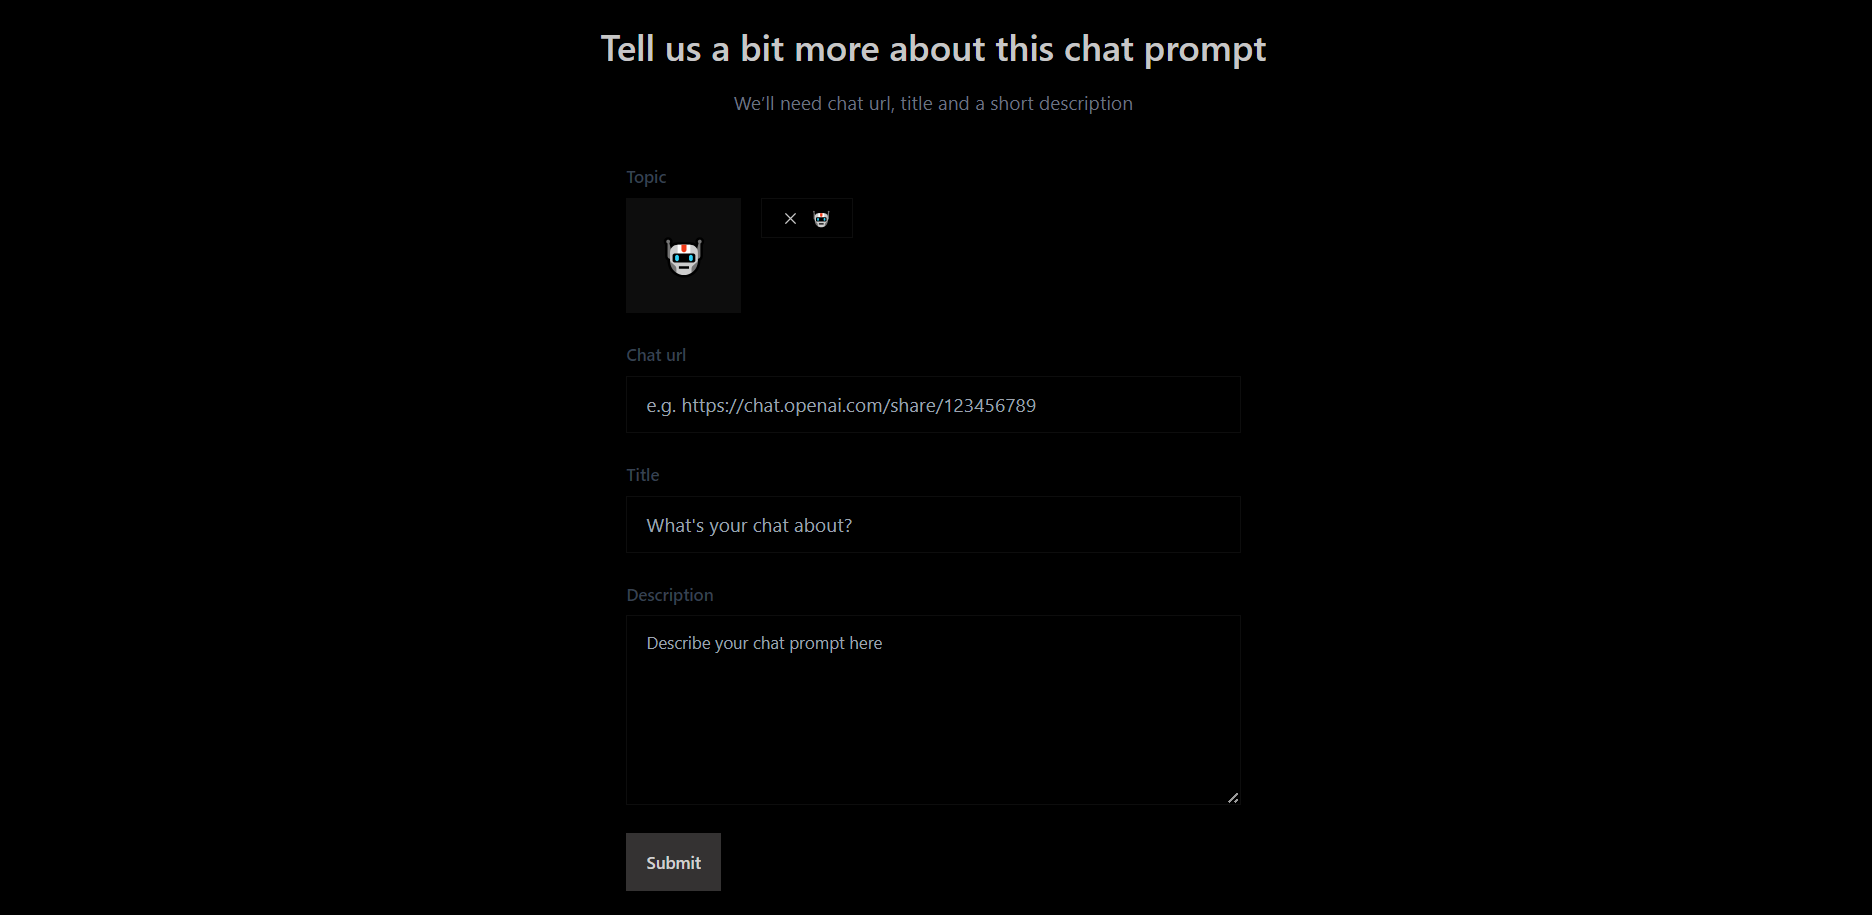 Tell us a bit more about this chat prompt
We’ll need chat url, title and a short description
Topic
Chat url
e.g. https://chat.openai.com/share/123456789
Title
What's your chat about?
Description
Describe your chat prompt here
Submit